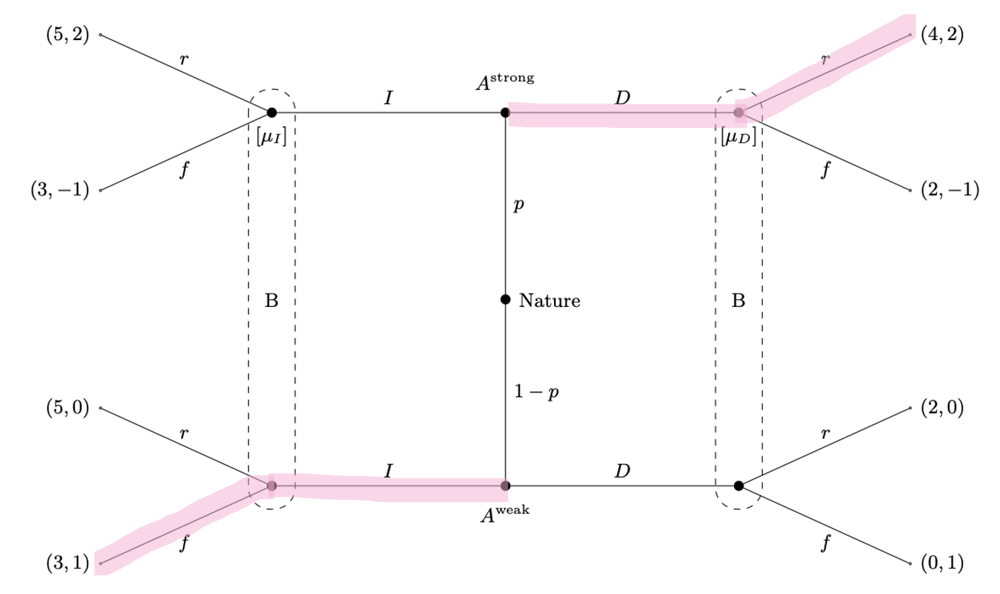 (5, 2)
(4, 2)
r
r
A^strong
I
D
[μ_I]
[μ_D]
f
f
(3, −1)
(2, −1)
p
B
Nature
B
1 − p
(5, 0)
(2, 0)
r
r
I
D
A^weak
f
f
(3, 1)
(0, 1)